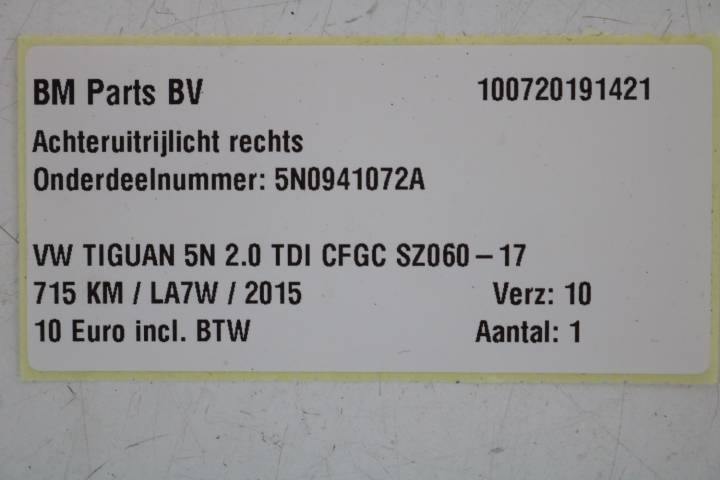 BM Parts BV 100720191421
Achteruitrijlicht rechts
Onderdeelnummer: 5N0941072A
VW TIGUAN 5N 2.0 TDI CFGC SZ060-17
715 KM / LA7W / 2015 Verz: 10
10 Euro incl. BTW Aantal: 1